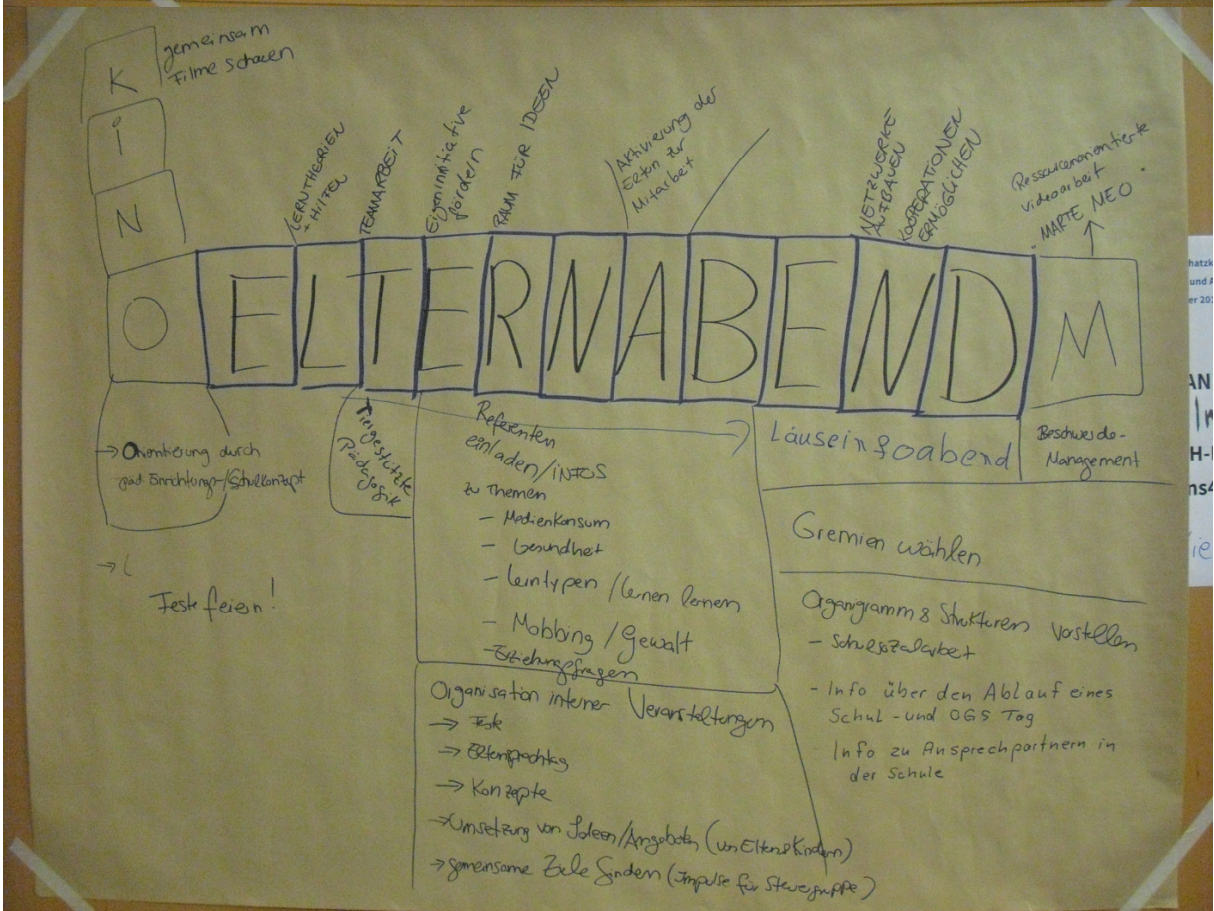 K
i
N
O
gemeinsam
Filme schauen
LERNTHEORIEN
+ HILFEN
TEAMARBEIT
Eigeninitiative
fördern
RAUM FÜR IDEEN
Aktivierung der
Eltern zur
Mitarbeit
NETZWERKE
AUFBAUEN
KOOPERATIONEN
ERMÖGLICHEN
Ressourcenorientierte
Videoarbeit
MARTE MEO
ELTERNABEND
M
→ Orientierung durch
päd. Einrichtungs-/Schulkonzept
→
Feste feiern!
Tiergestützte
Pädagogik
Referenten
einladen/iNFOS
zu Themen
- Medienkonsum
- Gesundheit
- Lerntypen / Lernen lernen
- Mobbing / Gewalt
- Erziehungsfragen
Organisation interner Veranstaltungen
→ Feste
→ Elternsprechtag
→ Konzepte
→ Umsetzung von Ideen/Angeboten (von Eltern & Kindern)
→ gemeinsame Ziele finden (Impulse für Steuergruppe)
Läuseinfoabend
Beschwerde-
Management
Gremien wählen
Organigramm & Strukturen vorstellen
- Schulsozialarbeit
- Info über den Ablauf eines
Schul- und OGS Tag
Info zu Ansprechpartnern in
der Schule